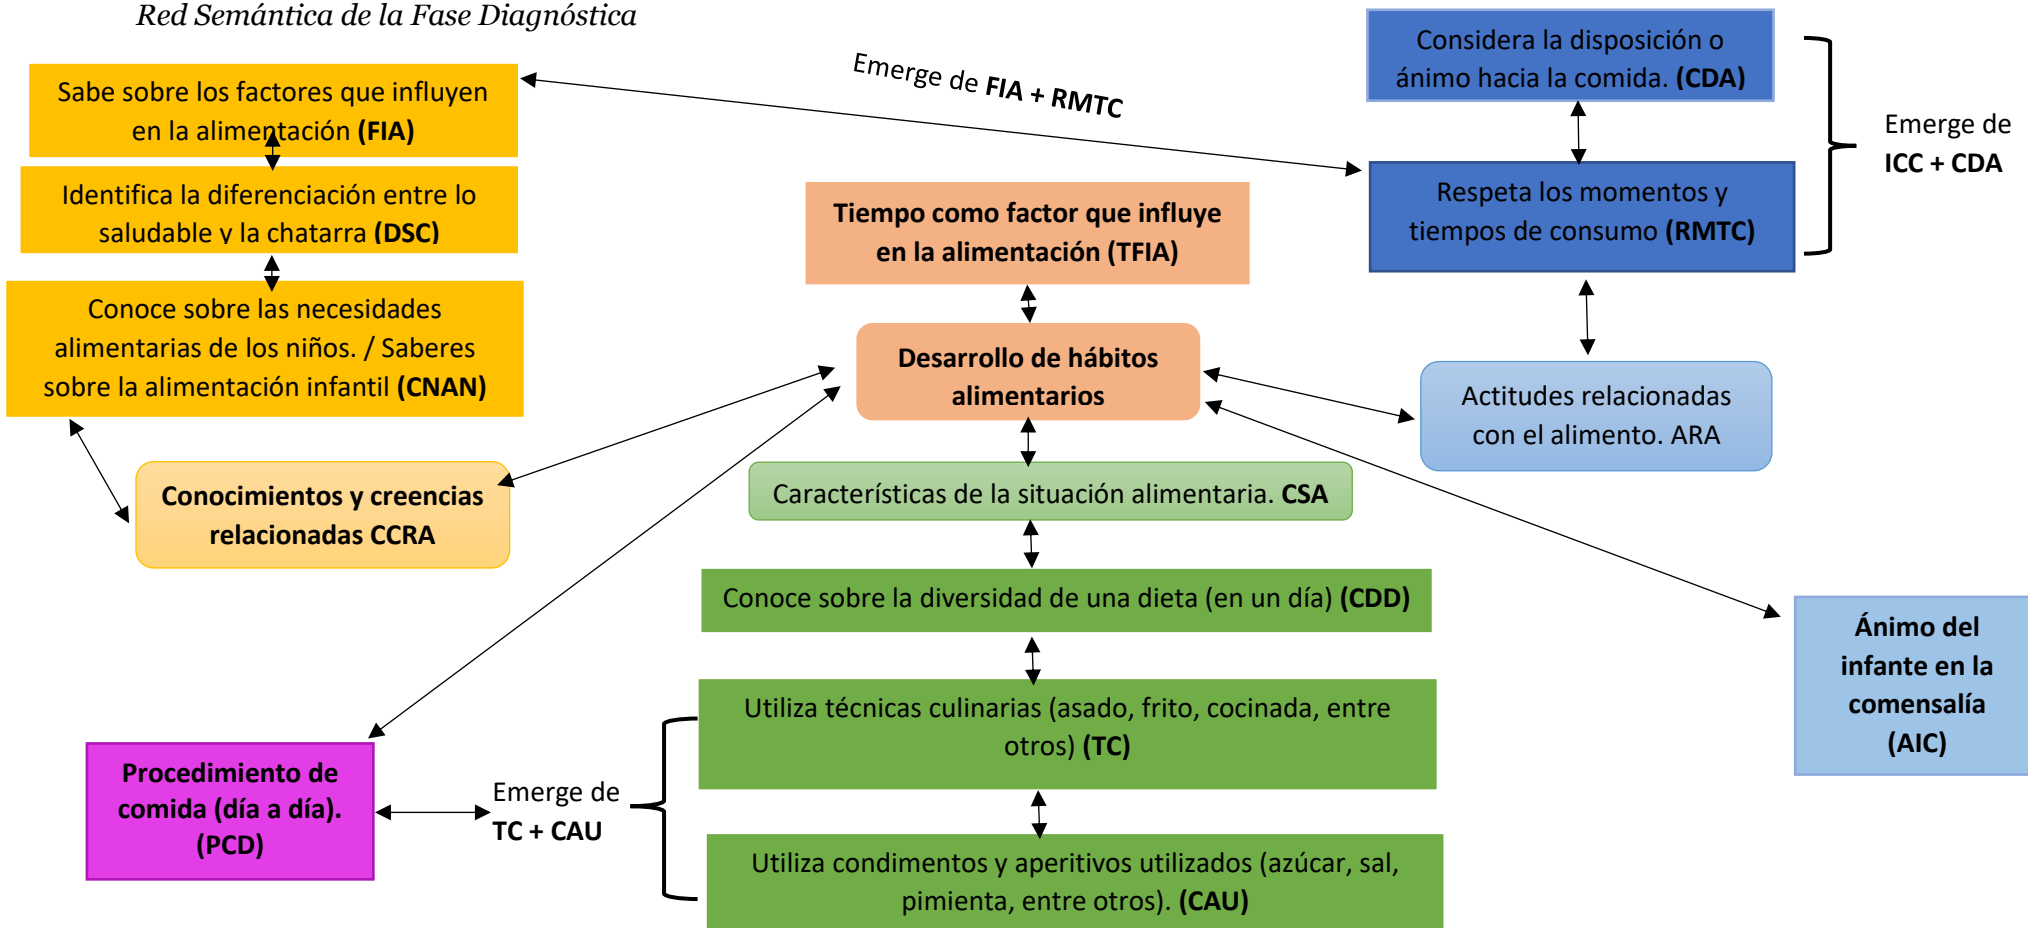 Red Semántica de la Fase Diagnóstica
Sabe sobre los factores que influyen
en la alimentación (FIA)
Identifica la diferenciación entre lo
saludable y la chatarra (DSC)
Conoce sobre las necesidades
alimentarias de los niños. / Saberes
sobre la alimentación infantil (CNAN)
Conocimientos y creencias
relacionadas CCRA
Emerge de FIA + RMTC
Considera la disposición o
ánimo hacia la comida. (CDA)
Respeta los momentos y
tiempos de consumo (RMTC)
Emerge de
ICC + CDA
Actitudes relacionadas
con el alimento. ARA
Tiempo como factor que influye
en la alimentación (TFIA)
Desarrollo de hábitos
alimentarios
Características de la situación alimentaria. CSA
Conoce sobre la diversidad de una dieta (en un día) (CDD)
Utiliza técnicas culinarias (asado, frito, cocinada, entre
otros) (TC)
Utiliza condimentos y aperitivos utilizados (azúcar, sal,
pimienta, entre otros). (CAU)
Emerge de
TC + CAU
Procedimiento de
comida (día a día).
(PCD)
Ánimo del
infante en la
comensalía
(AIC)